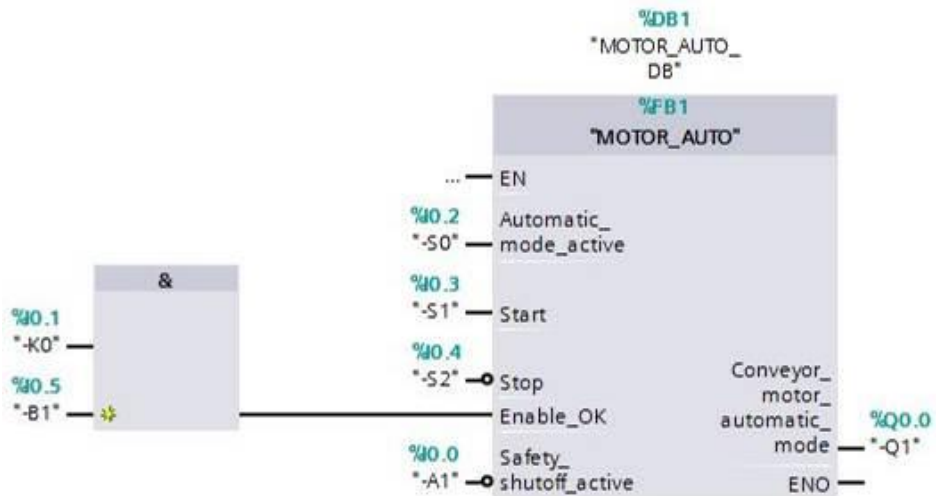 %DB1
"MOTOR_AUTO_
DB"
%FB1
"MOTOR_AUTO"
... EN
%I0.2
"-S0"
Automatic_
mode_active
&
%I0.3
"-S1"
Start
%I0.1
"-K0"
%I0.4
"-S2"
Stop
%I0.5
"-B1"
Enable_OK
Conveyor_
motor_
automatic_
mode
%Q0.0
"-Q1"
%I0.0
"-A1"
Safety_
shutoff_active
ENO